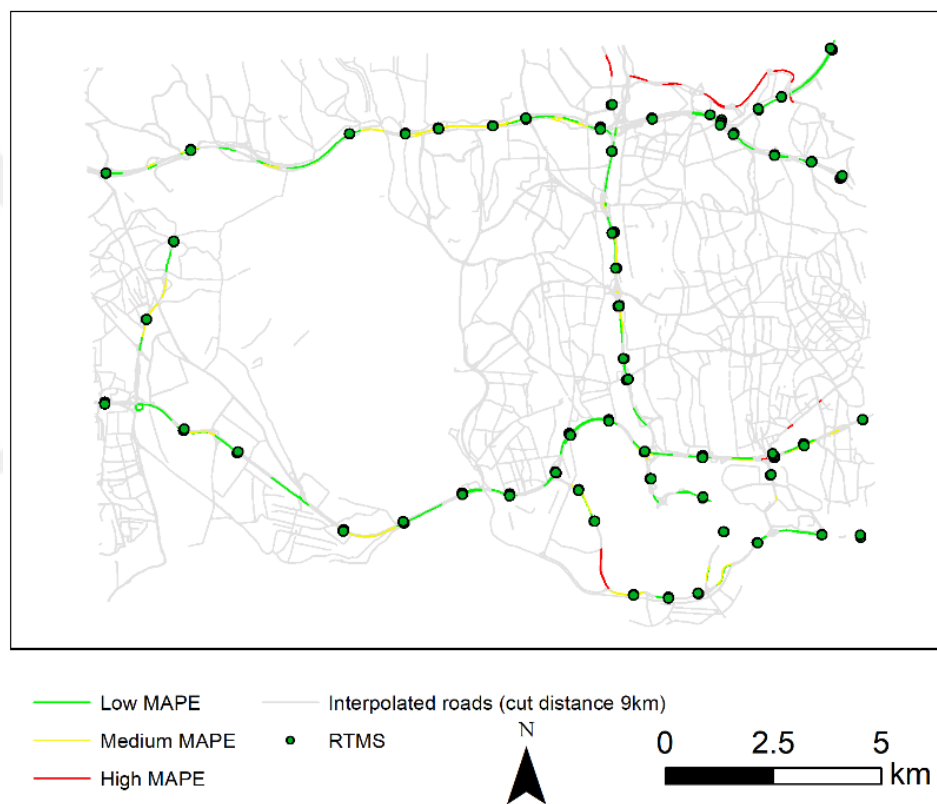 Low MAPE
Interpolated roads (cut distance 9km)
Medium MAPE
RTMS
High MAPE
N
0 2.5 5
km